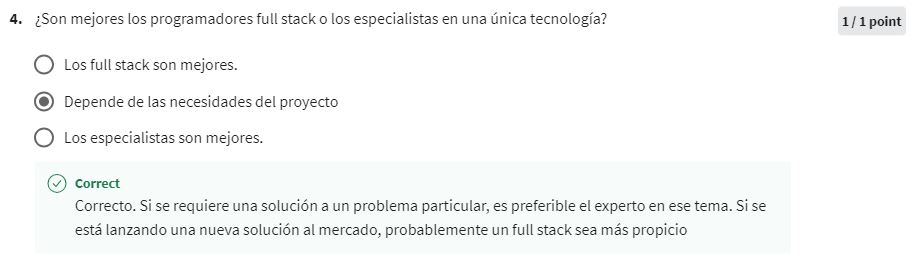 4. ¿Son mejores los programadores full stack o los especialistas en una única tecnología?
1 / 1 point
Los full stack son mejores.
Depende de las necesidades del proyecto
Los especialistas son mejores.
Correct
Correcto. Si se requiere una solución a un problema particular, es preferible el experto en ese tema. Si se
está lanzando una nueva solución al mercado, probablemente un full stack sea más propicio